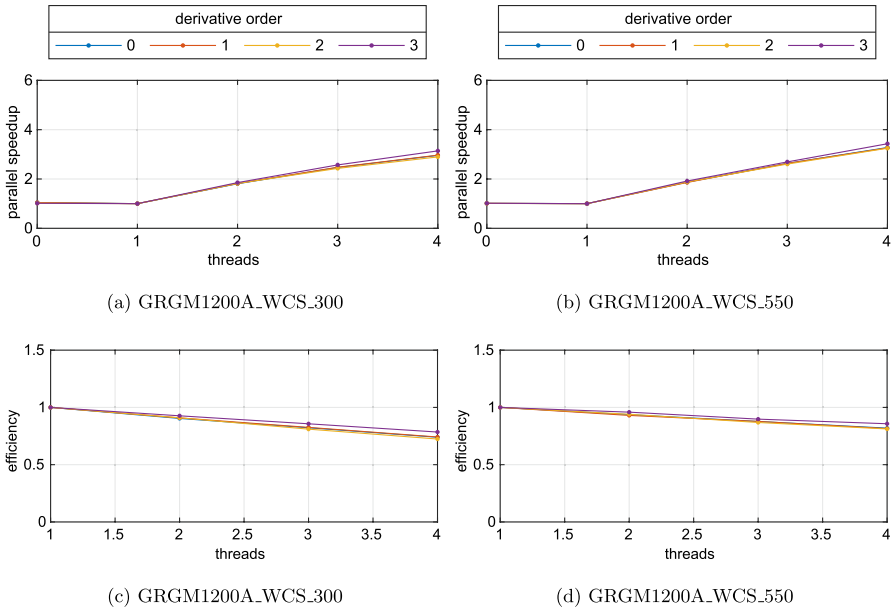 derivative order
0 1 2 3
derivative order
0 1 2 3
6
4
2
0
parallel speedup
0 1 2 3 4
threads
6
4
2
0
parallel speedup
0 1 2 3 4
threads
(a) GRGM1200A_WCS_300
(b) GRGM1200A_WCS_550
1.5
1
0.5
0
efficiency
1 1.5 2 2.5 3 3.5 4
threads
1.5
1
0.5
0
efficiency
1 1.5 2 2.5 3 3.5 4
threads
(c) GRGM1200A_WCS_300
(d) GRGM1200A_WCS_550